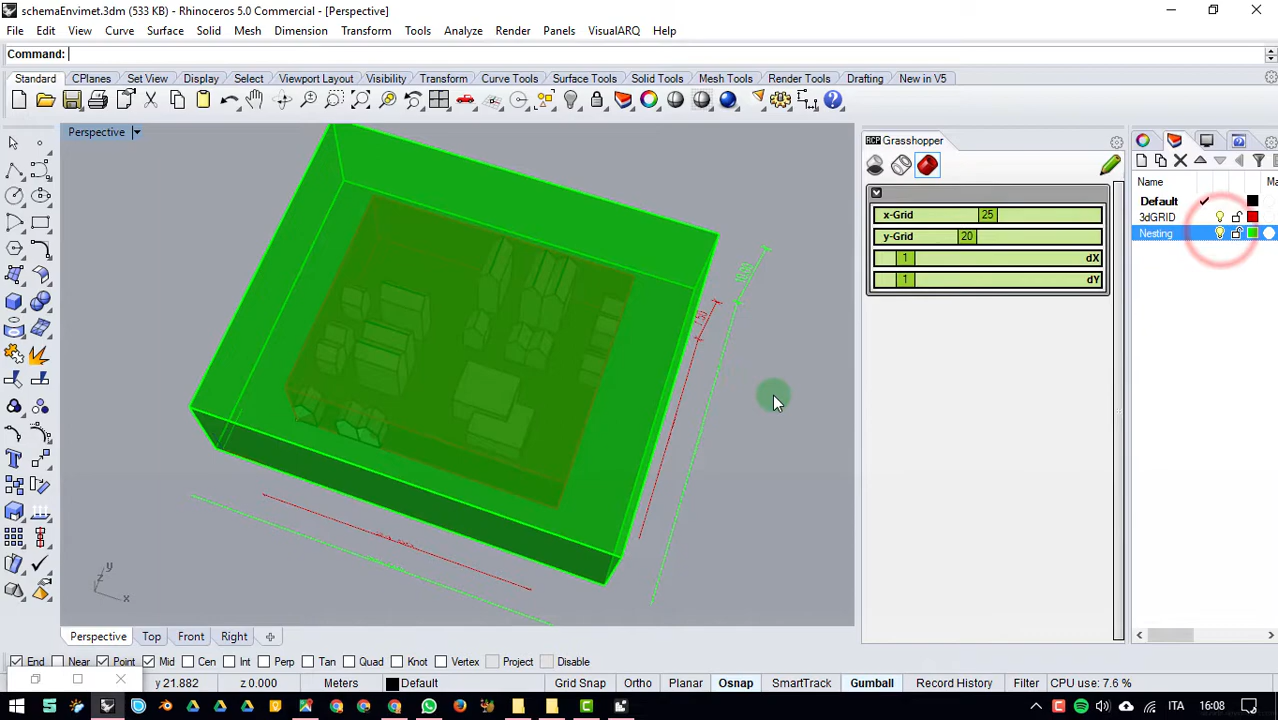 schemaEnvimet.3dm (533 KB) - Rhinoceros 5.0 Commercial - [Perspective]
File Edit View Curve Surface Solid Mesh Dimension Transform Tools Analyze Render Panels VisualARQ Help
Command:
Standard CPlanes Set View Display Select Viewport Layout Visibility Transform Curve Tools Surface Tools Solid Tools Mesh Tools Render Tools Drafting New in V5
Perspective
RCP Grasshopper
Name Ma
x-Grid 25
y-Grid 20
1 dX
1 dY
Default
3dGRID
Nesting
y
z
x
Perspective Top Front Right
End Near Point Mid Cen Int Perp Tan Quad Knot Vertex Project Disable
y 21.882 z 0.000 Meters Default Grid Snap Ortho Planar Osnap SmartTrack Gumball Record History Filter CPU use: 7.6 %
ITA 16:08